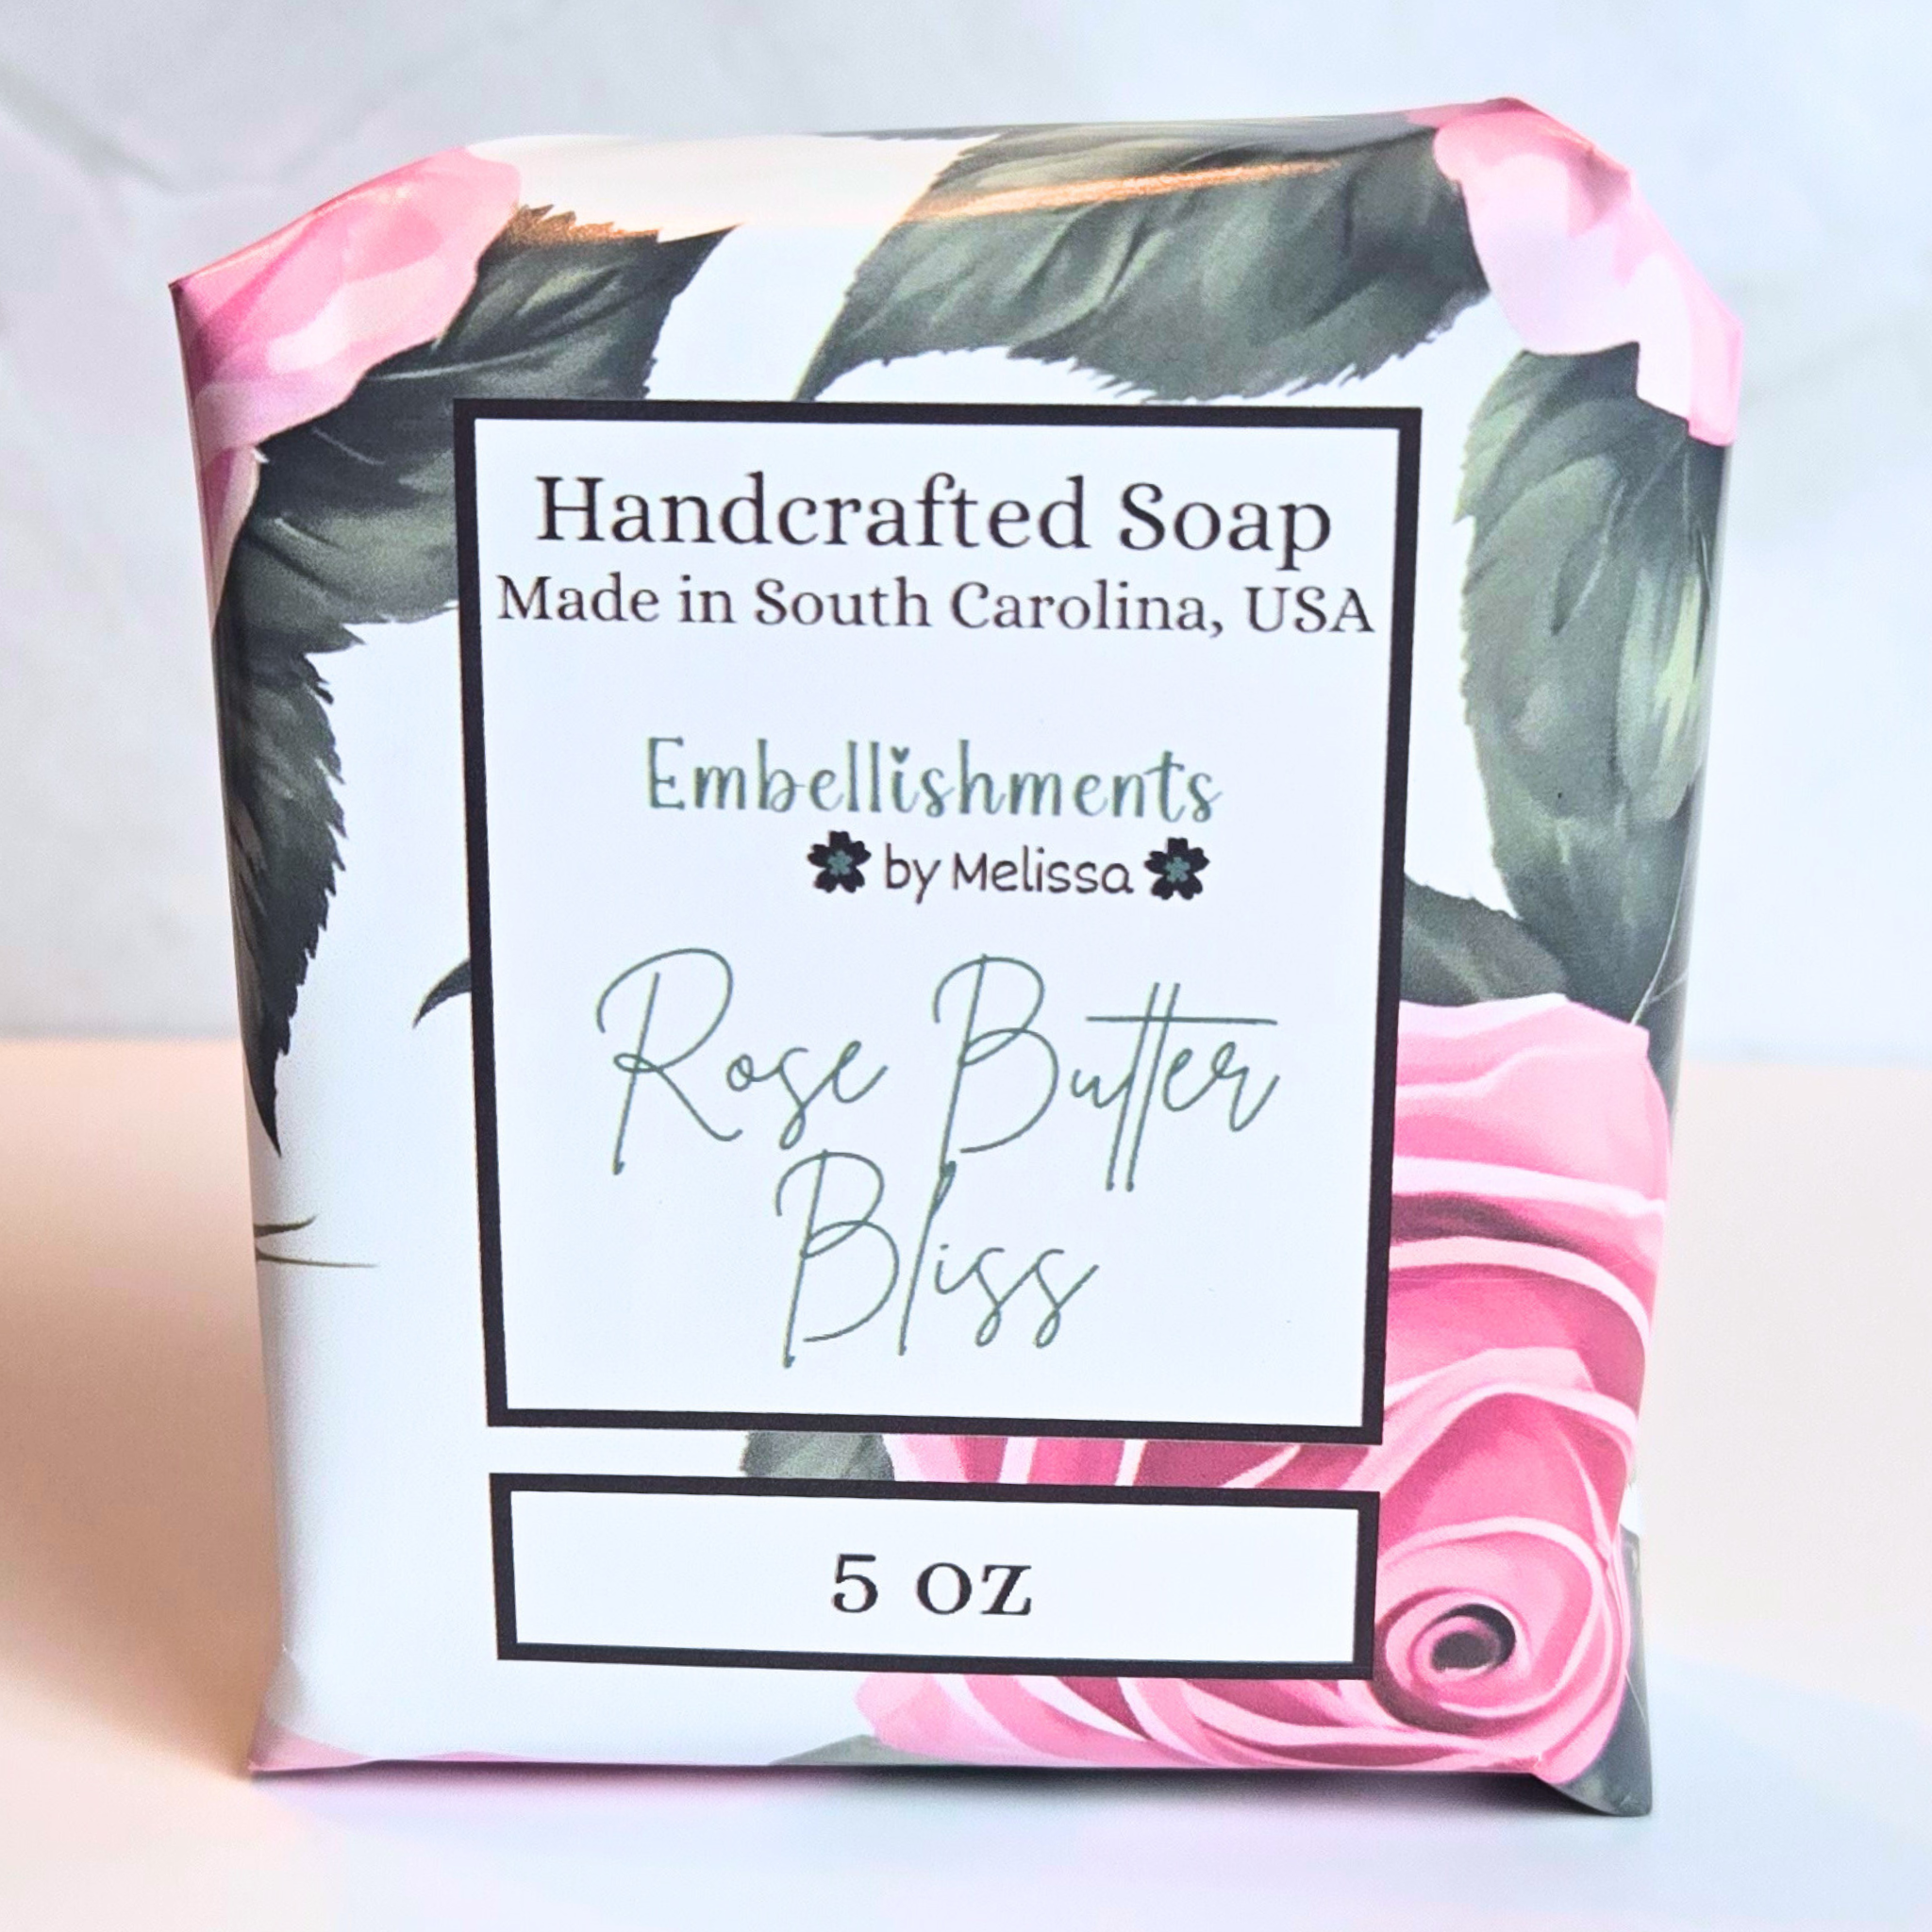 Handcrafted Soap
Made in South Carolina, USA
Embellishments
by Melissa
Rose Butter
Bliss
5 oz